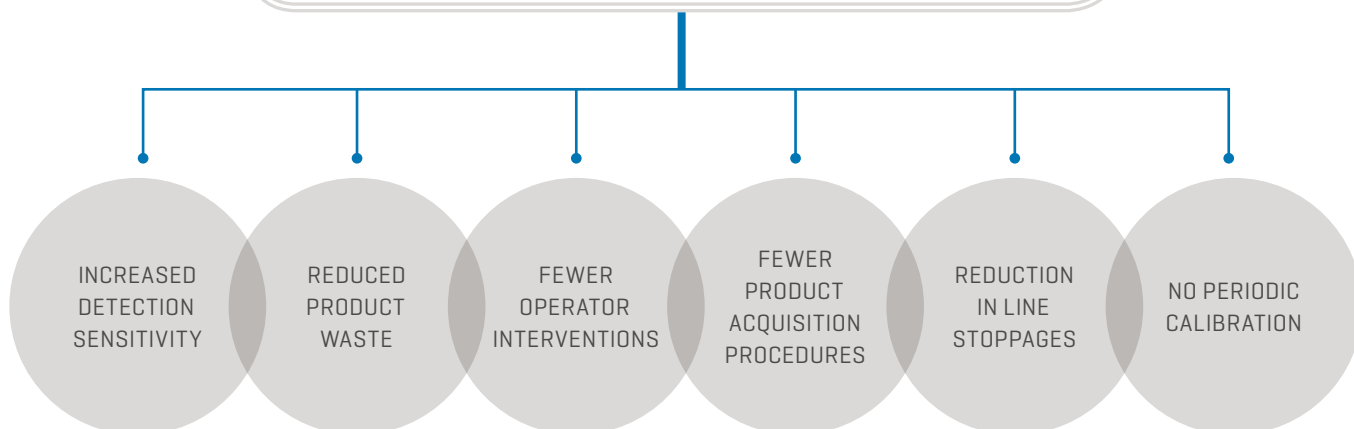 INCREASED
DETECTION
SENSITIVITY
REDUCED
PRODUCT
WASTE
FEWER
OPERATOR
INTERVENTIONS
FEWER
PRODUCT
ACQUISITION
PROCEDURES
REDUCTION
IN LINE
STOPPAGES
NO PERIODIC
CALIBRATION